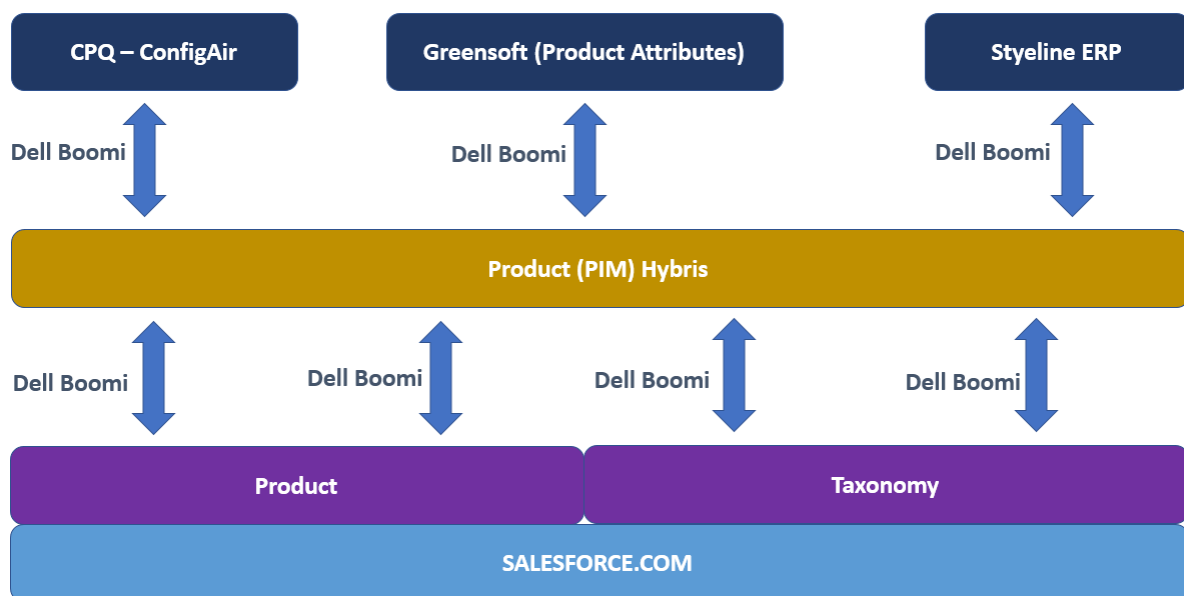 CPQ – ConfigAir
Greensoft (Product Attributes)
Styeline ERP
Dell Boomi
Dell Boomi
Dell Boomi
Product (PIM) Hybris
Dell Boomi
Dell Boomi
Dell Boomi
Dell Boomi
Product
Taxonomy
SALESFORCE.COM